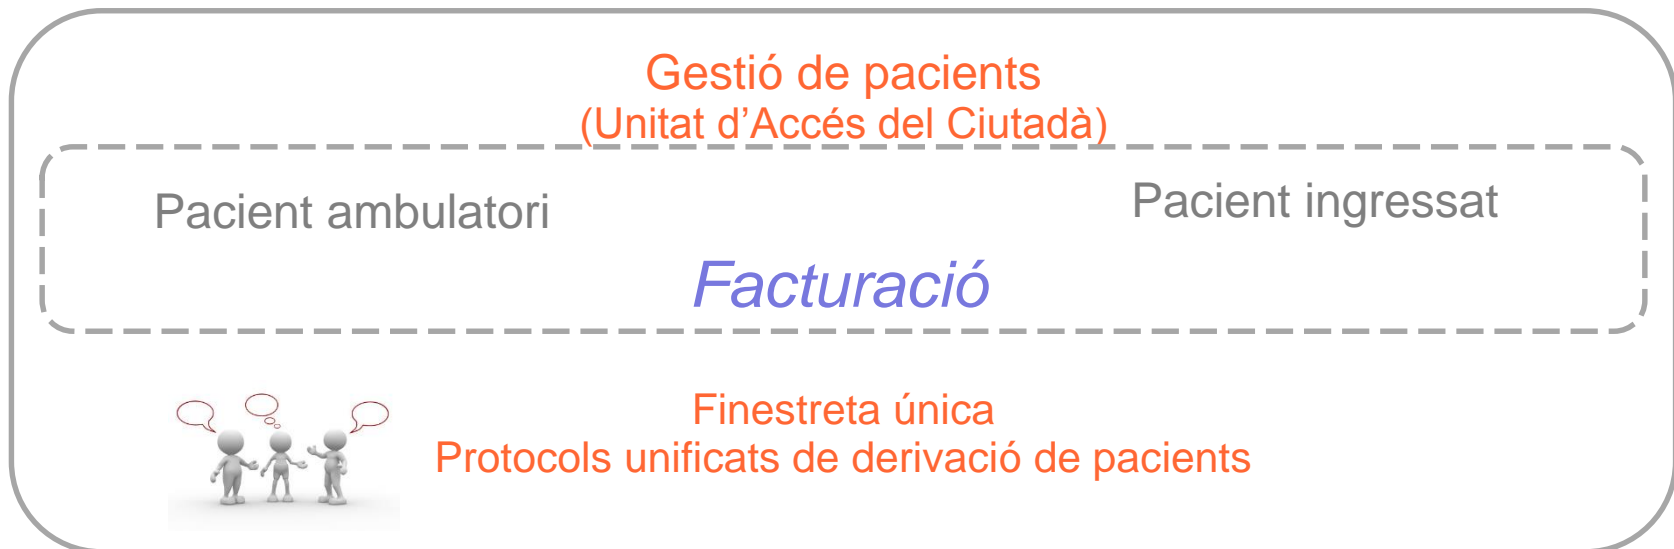 Gestió de pacients
(Unitat d’Accés del Ciutadà)
Pacient ambulatori
Pacient ingressat
Facturació
Finestreta única
Protocols unificats de derivació de pacients